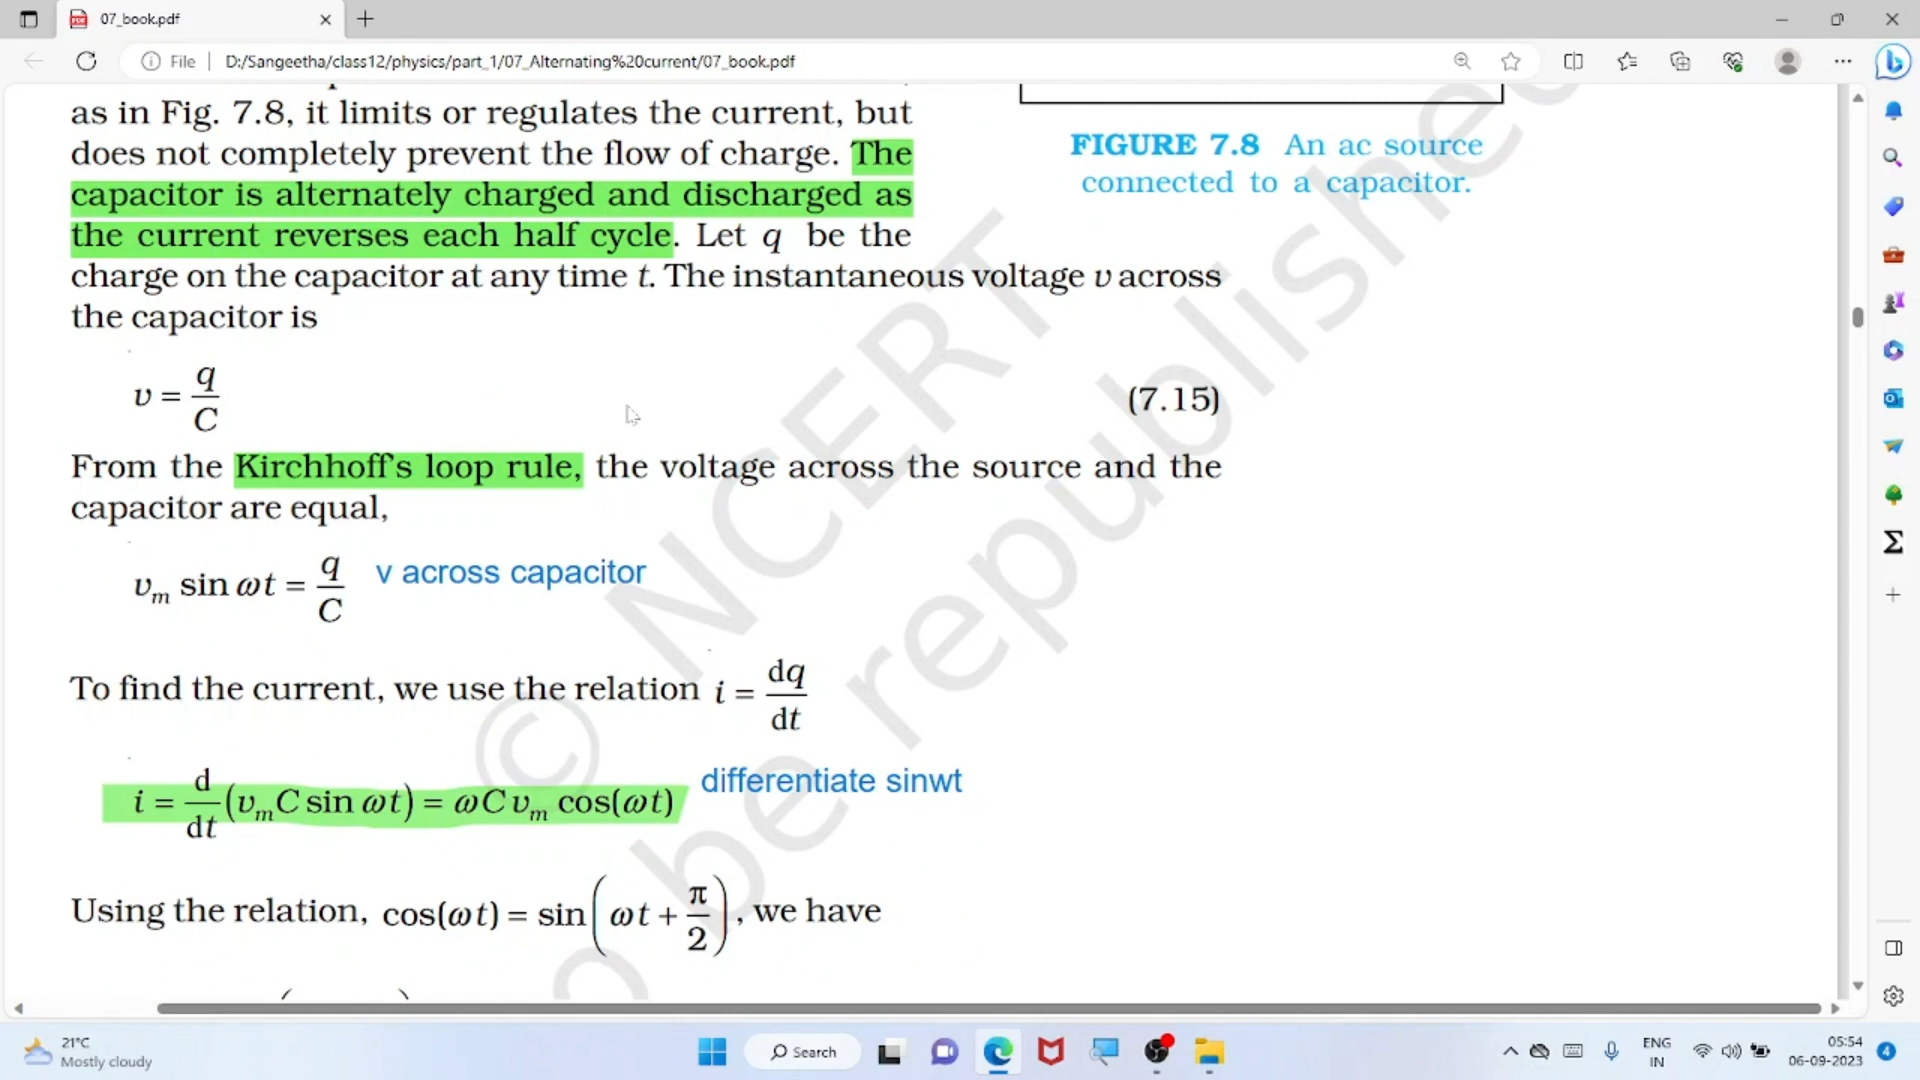 07_book.pdf
File
D:/Sangeetha/class12/physics/part_1/07_Alternating%20current/07_book.pdf
as in Fig. 7.8, it limits or regulates the current, but
does not completely prevent the flow of charge. The
capacitor is alternately charged and discharged as
the current reverses each half cycle. Let q be the
charge on the capacitor at any time t. The instantaneous voltage v across
the capacitor is
FIGURE 7.8 An ac source
connected to a capacitor.
v = q/C (7.15)
From the Kirchhoff's loop rule, the voltage across the source and the
capacitor are equal,
v_m sin ωt = q/C v across capacitor
To find the current, we use the relation i = dq/dt
i = d/dt (v_m C sin ωt) = ωC v_m cos(ωt) differentiate sinwt
Using the relation, cos(ωt) = sin(ωt + π/2), we have
© NCERT
o be republishe
21°C
Mostly cloudy
Search
ENG
IN
05:54
06-09-2023
4